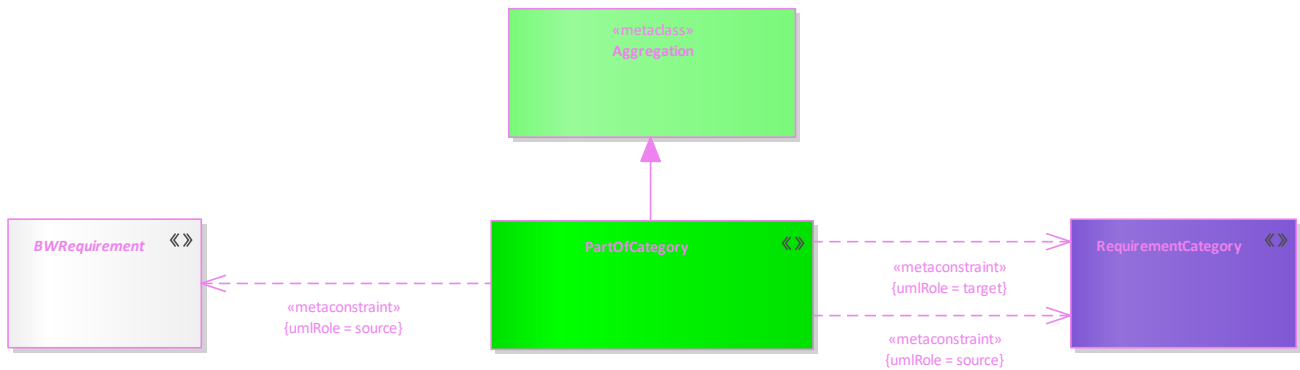 «metaclass»
Aggregation
BWRequirement
PartOfCategory
RequirementCategory
«metaconstraint»
{umlRole = target}
«metaconstraint»
{umlRole = source}
«metaconstraint»
{umlRole = source}